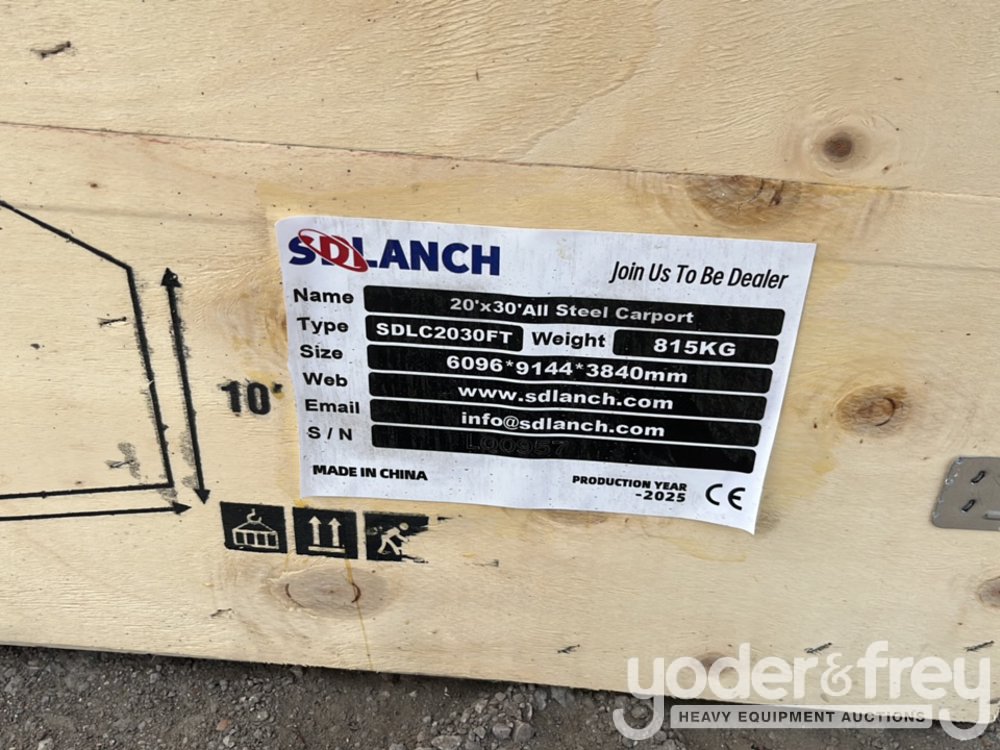 SDLANCH
Join Us To Be Dealer
Name 20'x30'All Steel Carport
Type SDLC2030FT Weight 815KG
Size 6096*9144*3840mm
Web www.sdlanch.com
Email info@sdlanch.com
S / N LQ0957
MADE IN CHINA
PRODUCTION YEAR
-2025
CE
10'
yoder&frey
HEAVY EQUIPMENT AUCTIONS